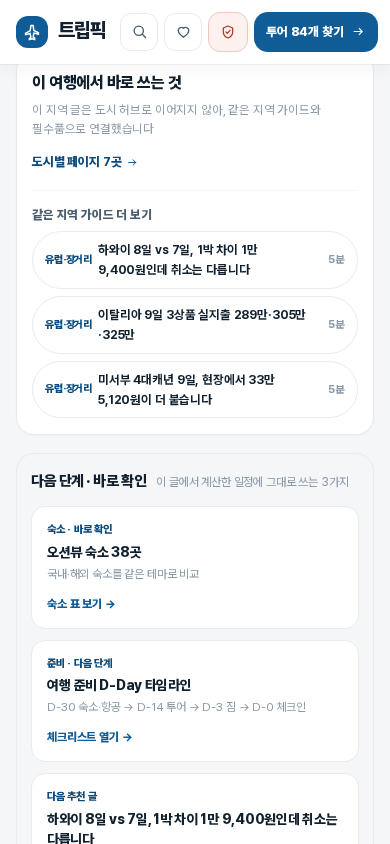 트립픽
투어 84개 찾기 →
이 여행에서 바로 쓰는 것
이 지역 글은 도시 허브로 이어지지 않아, 같은 지역 가이드와
필수품으로 연결했습니다
도시별 페이지 7곳 →
같은 지역 가이드 더 보기
유럽·장거리 하와이 8일 vs 7일, 1박 차이 1만 5분
9,400원인데 취소는 다릅니다
유럽·장거리 이탈리아 9일 3상품 실지출 289만·305만 5분
·325만
유럽·장거리 미서부 4대캐년 9일, 현장에서 33만 5분
5,120원이 더 붙습니다
다음 단계 · 바로 확인 이 글에서 계산한 일정에 그대로 쓰는 3가지
숙소 · 바로 확인
오션뷰 숙소 38곳
국내·해외 숙소를 같은 테마로 비교
숙소 표 보기 →
준비 · 다음 단계
여행 준비 D-Day 타임라인
D-30 숙소·항공 → D-14 투어 → D-3 짐 → D-0 체크인
체크리스트 열기 →
다음 추천 글
하와이 8일 vs 7일, 1박 차이 1만 9,400원인데 취소는
다릅니다